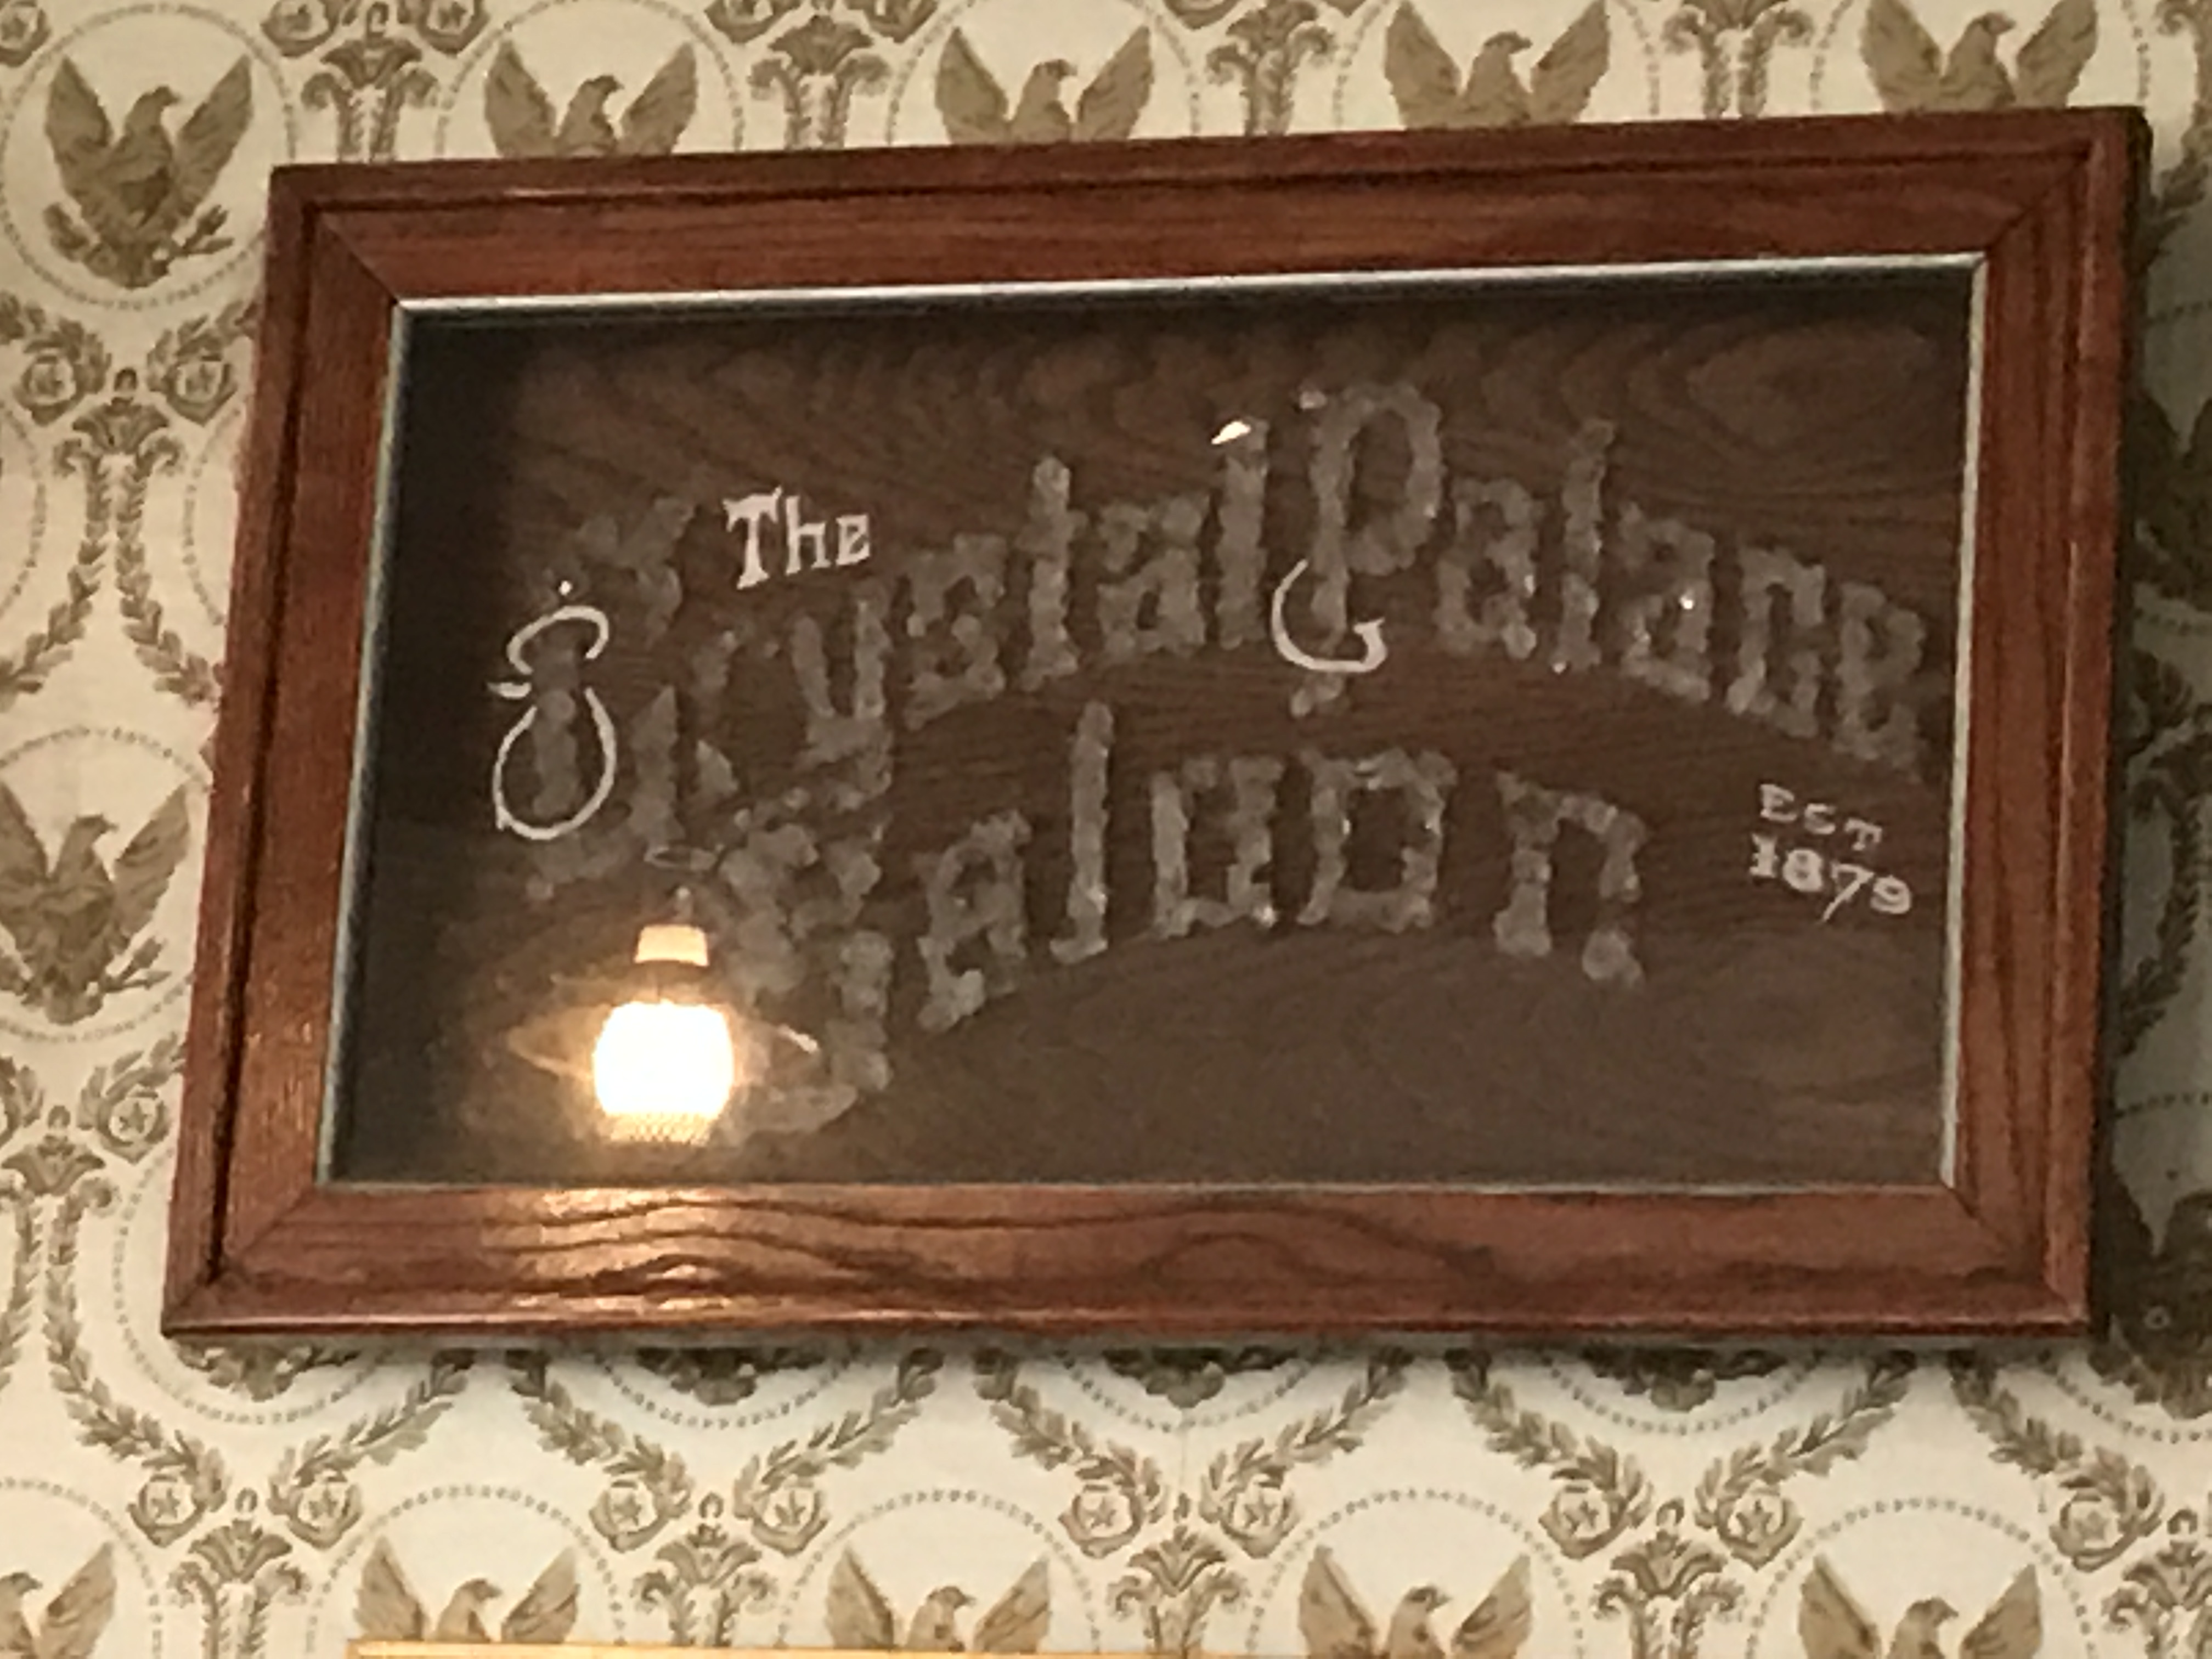 The
Crystal Palace
Saloon
EST
1879